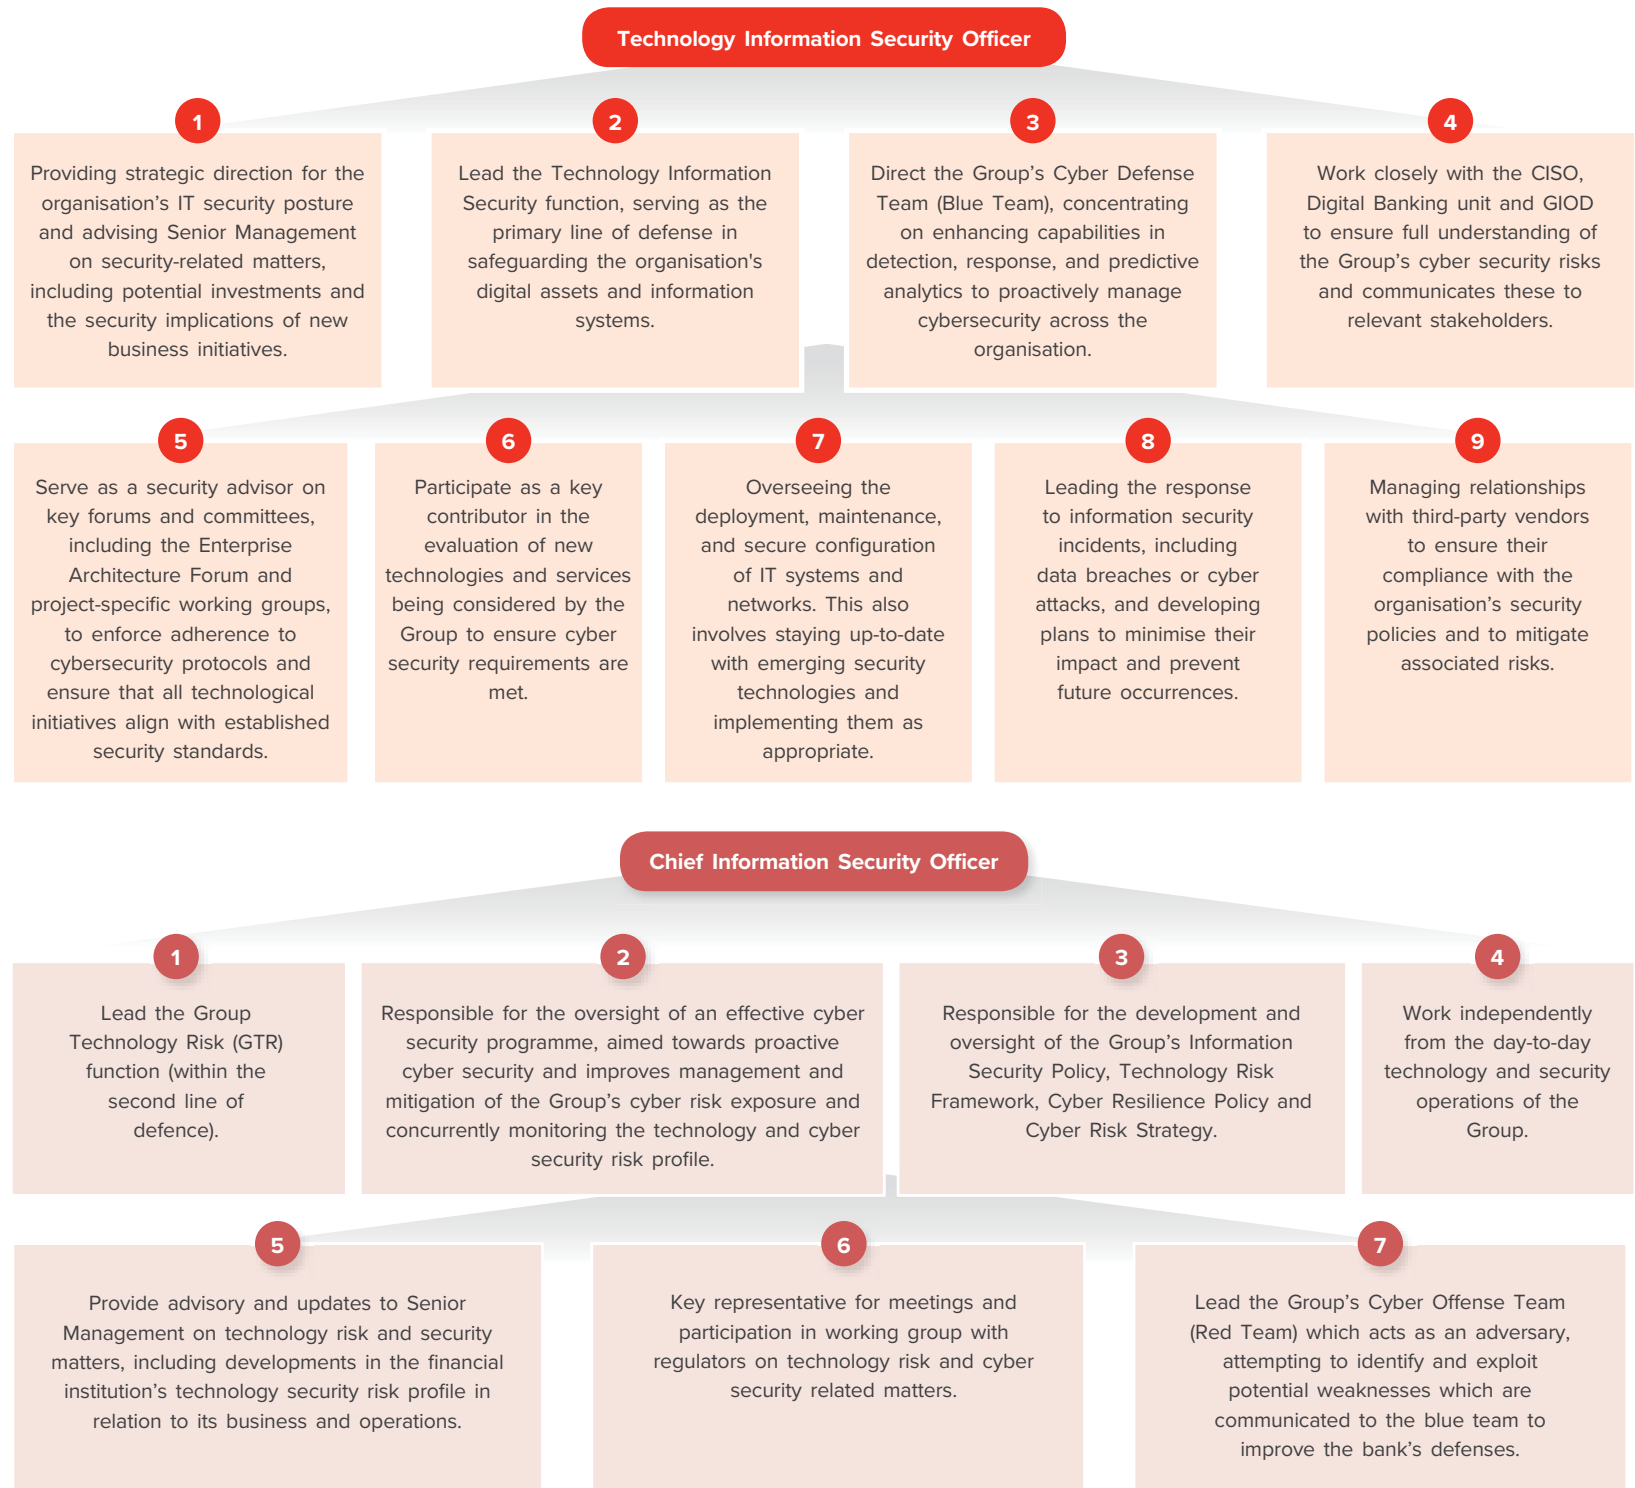 Technology Information Security Officer
1
Providing strategic direction for the
organisation’s IT security posture
and advising Senior Management
on security-related matters,
including potential investments and
the security implications of new
business initiatives.
2
Lead the Technology Information
Security function, serving as the
primary line of defense in
safeguarding the organisation's
digital assets and information
systems.
3
Direct the Group’s Cyber Defense
Team (Blue Team), concentrating
on enhancing capabilities in
detection, response, and predictive
analytics to proactively manage
cybersecurity across the
organisation.
4
Work closely with the CISO,
Digital Banking unit and GIOD
to ensure full understanding of
the Group’s cyber security risks
and communicates these to
relevant stakeholders.
5
Serve as a security advisor on
key forums and committees,
including the Enterprise
Architecture Forum and
project-specific working groups,
to enforce adherence to
cybersecurity protocols and
ensure that all technological
initiatives align with established
security standards.
6
Participate as a key
contributor in the
evaluation of new
technologies and services
being considered by the
Group to ensure cyber
security requirements are
met.
7
Overseeing the
deployment, maintenance,
and secure configuration
of IT systems and
networks. This also
involves staying up-to-date
with emerging security
technologies and
implementing them as
appropriate.
8
Leading the response
to information security
incidents, including
data breaches or cyber
attacks, and developing
plans to minimise their
impact and prevent
future occurrences.
9
Managing relationships
with third-party vendors
to ensure their
compliance with the
organisation’s security
policies and to mitigate
associated risks.
Chief Information Security Officer
1
Lead the Group
Technology Risk (GTR)
function (within the
second line of
defence).
2
Responsible for the oversight of an effective cyber
security programme, aimed towards proactive
cyber security and improves management and
mitigation of the Group’s cyber risk exposure and
concurrently monitoring the technology and cyber
security risk profile.
3
Responsible for the development and
oversight of the Group’s Information
Security Policy, Technology Risk
Framework, Cyber Resilience Policy and
Cyber Risk Strategy.
4
Work independently
from the day-to-day
technology and security
operations of the
Group.
5
Provide advisory and updates to Senior
Management on technology risk and security
matters, including developments in the financial
institution’s technology security risk profile in
relation to its business and operations.
6
Key representative for meetings and
participation in working group with
regulators on technology risk and cyber
security related matters.
7
Lead the Group’s Cyber Offense Team
(Red Team) which acts as an adversary,
attempting to identify and exploit
potential weaknesses which are
communicated to the blue team to
improve the bank’s defenses.